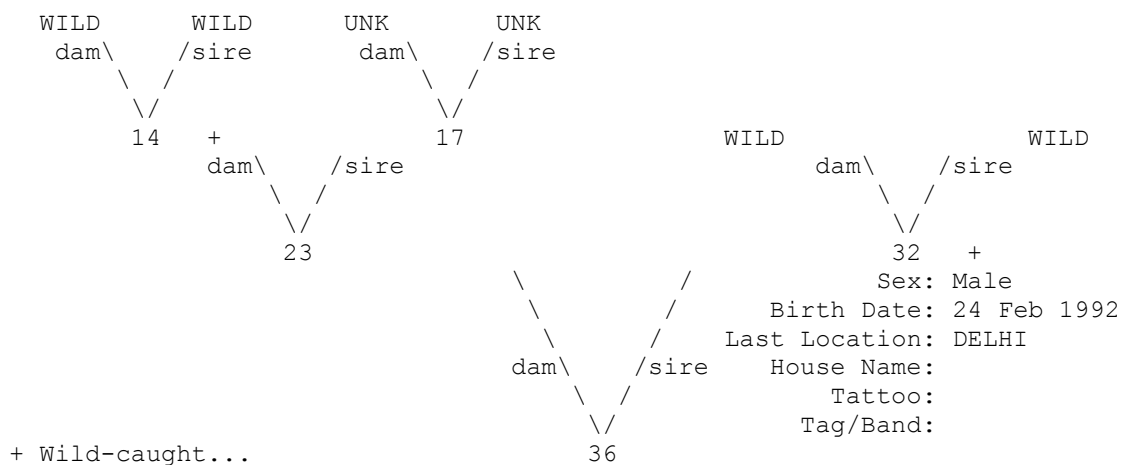 WILD WILD UNK UNK
dam\ /sire dam\ /sire
\ / \ /
\/ \/
14 + 17 WILD WILD
dam\ /sire dam\ /sire
\ / \ /
\/ \/
23 32 +
\ / Sex: Male
\ / Birth Date: 24 Feb 1992
\ / Last Location: DELHI
dam\ /sire House Name:
\ / Tattoo:
\/ Tag/Band:
+ Wild-caught... 36